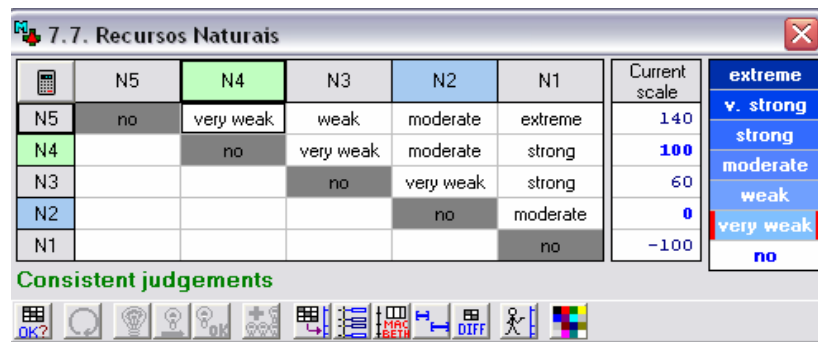 7.7. Recursos Naturais
N5 N4 N3 N2 N1 Current scale
N5 no very weak weak moderate extreme 140
N4 no very weak moderate strong 100
N3 no very weak strong 60
N2 no moderate 0
N1 no -100
extreme
v. strong
strong
moderate
weak
very weak
no
Consistent judgements
OK? OK MAC BETH DIFF